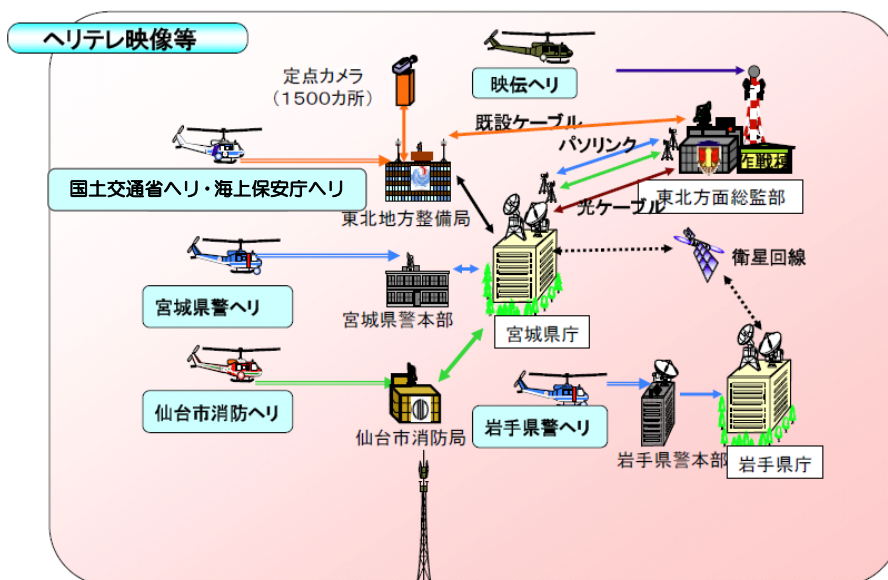 ヘリテレ映像等
定点カメラ
（1500カ所）
映伝ヘリ
既設ケーブル
パソリンク
作戦棟
国土交通省ヘリ・海上保安庁ヘリ
東北地方整備局
光ケーブル
東北方面総監部
衛星回線
宮城県警ヘリ
宮城県警本部
宮城県庁
仙台市消防ヘリ
仙台市消防局
岩手県警ヘリ
岩手県警本部
岩手県庁